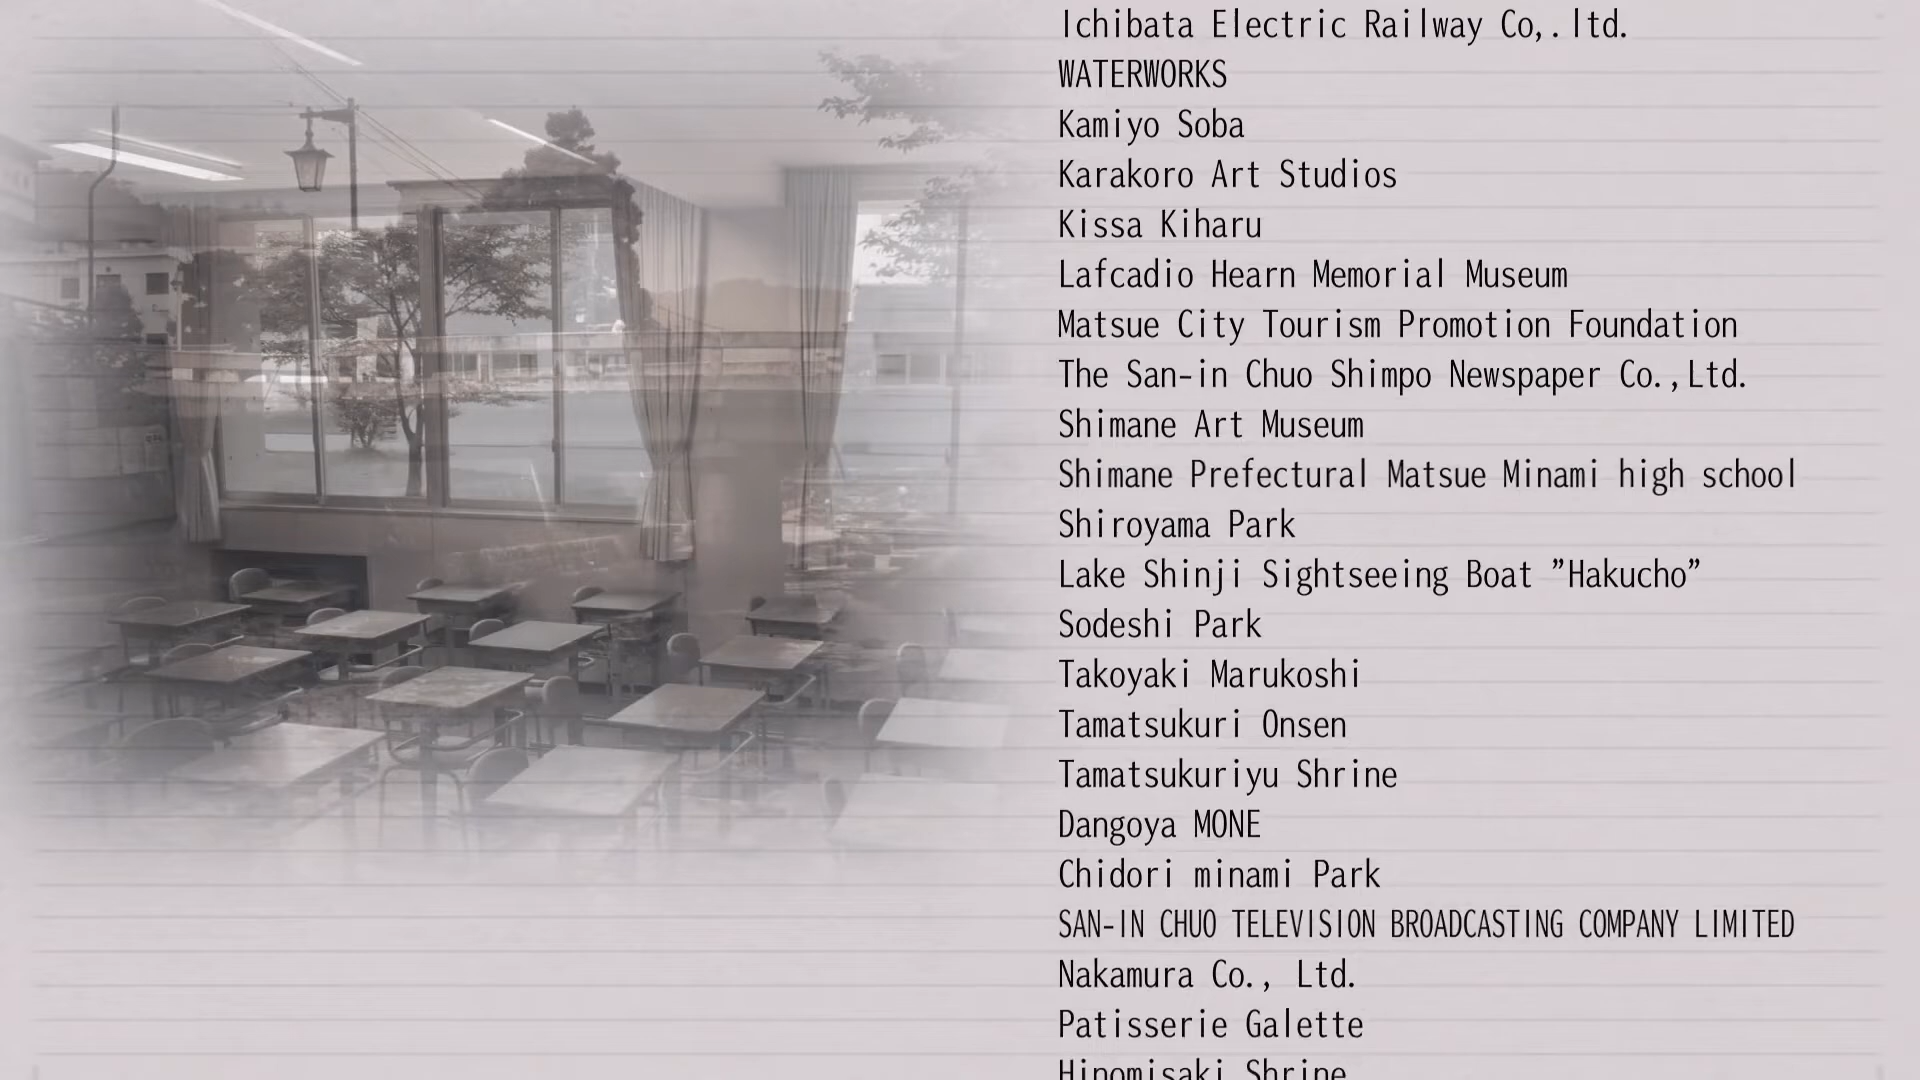 Ichibata Electric Railway Co,.ltd.
WATERWORKS
Kamiyo Soba
Karakoro Art Studios
Kissa Kiharu
Lafcadio Hearn Memorial Museum
Matsue City Tourism Promotion Foundation
The San-in Chuo Shimpo Newspaper Co.,Ltd.
Shimane Art Museum
Shimane Prefectural Matsue Minami high school
Shiroyama Park
Lake Shinji Sightseeing Boat ”Hakucho”
Sodeshi Park
Takoyaki Marukoshi
Tamatsukuri Onsen
Tamatsukuriyu Shrine
Dangoya MONE
Chidori minami Park
SAN-IN CHUO TELEVISION BROADCASTING COMPANY LIMITED
Nakamura Co., Ltd.
Patisserie Galette
Hinomisaki Shrine